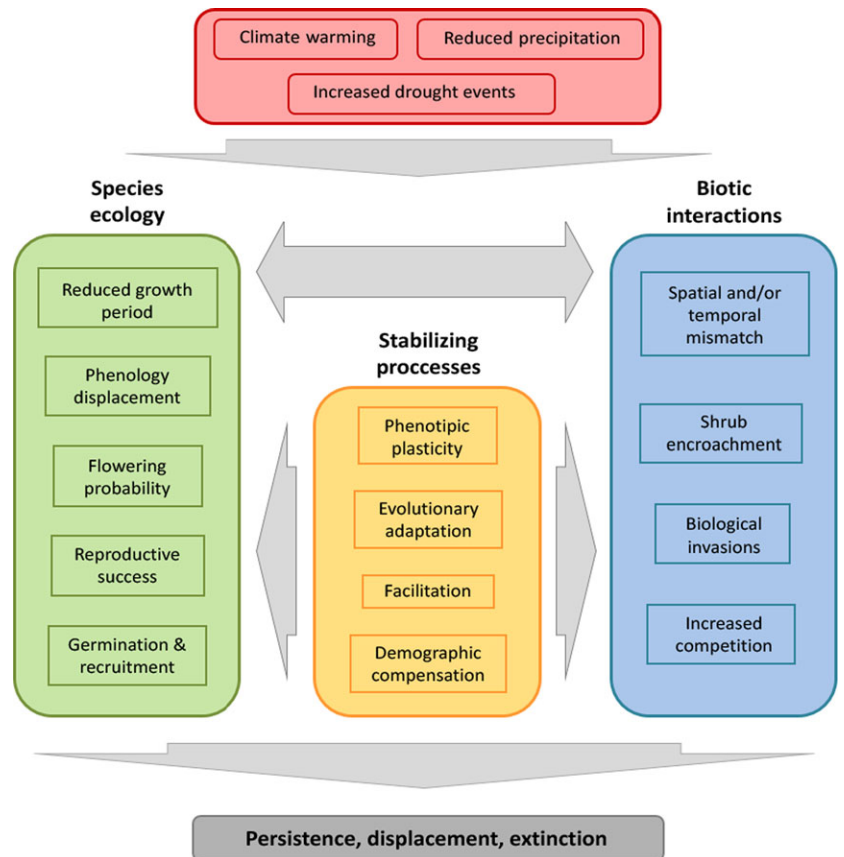 Climate warming
Reduced precipitation
Increased drought events
Species
ecology
Biotic
interactions
Reduced growth
period
Phenology
displacement
Flowering
probability
Reproductive
success
Germination &
recruitment
Stabilizing
proccesses
Phenotipic
plasticity
Evolutionary
adaptation
Facilitation
Demographic
compensation
Spatial and/or
temporal
mismatch
Shrub
encroachment
Biological
invasions
Increased
competition
Persistence, displacement, extinction